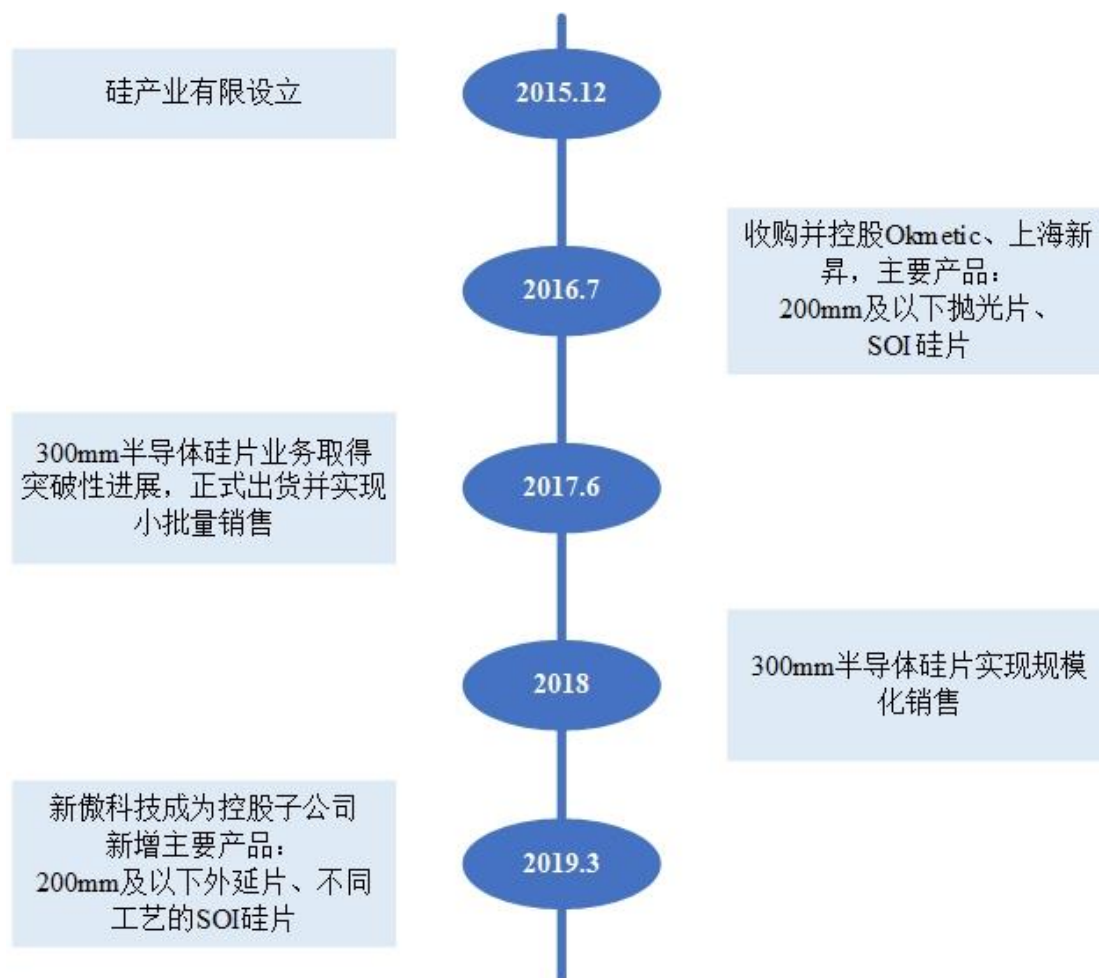 硅产业有限设立
2015.12
2016.7
收购并控股Okmetic、上海新
昇，主要产品：
200mm及以下抛光片、
SOI硅片
300mm半导体硅片业务取得
突破性进展，正式出货并实现
小批量销售
2017.6
2018
300mm半导体硅片实现规模
化销售
新傲科技成为控股子公司
新增主要产品：
200mm及以下外延片、不同
工艺的SOI硅片
2019.3